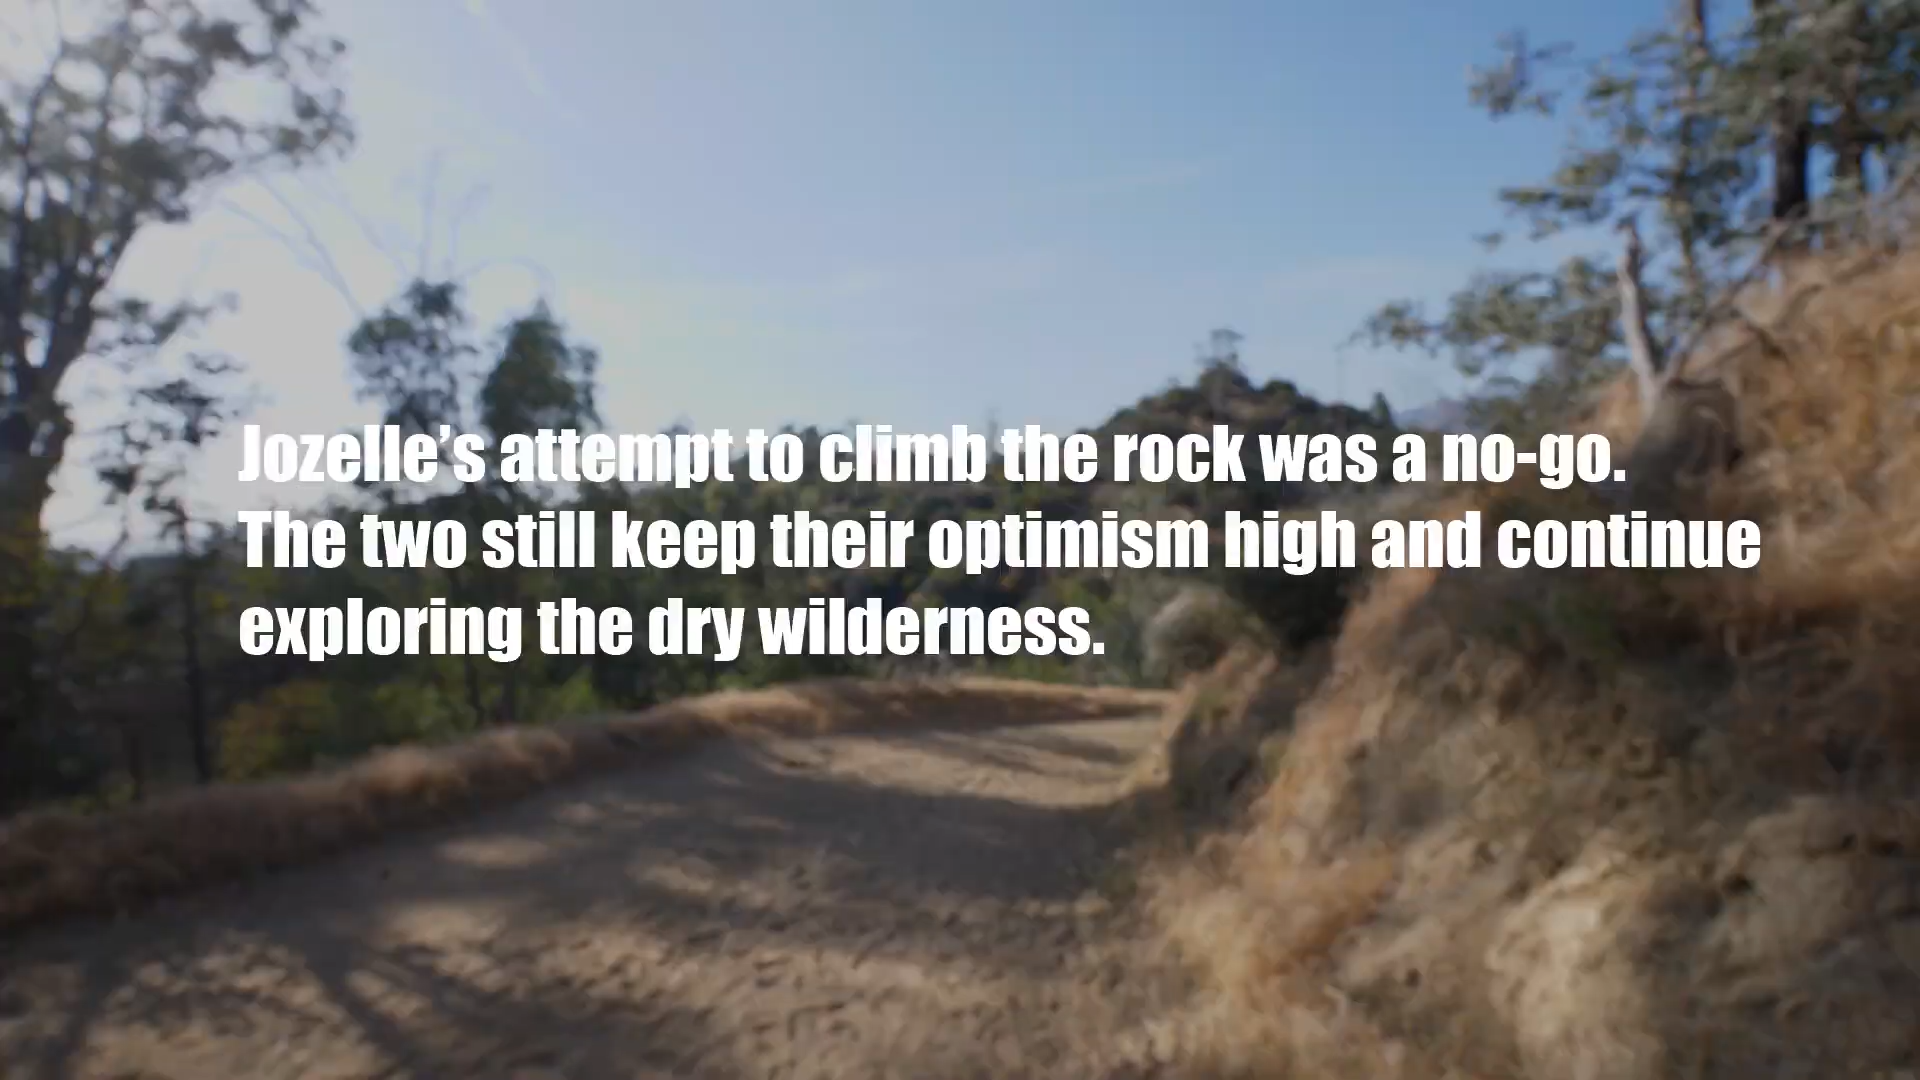 Jozelle’s attempt to climb the rock was a no-go.
The two still keep their optimism high and continue
exploring the dry wilderness.